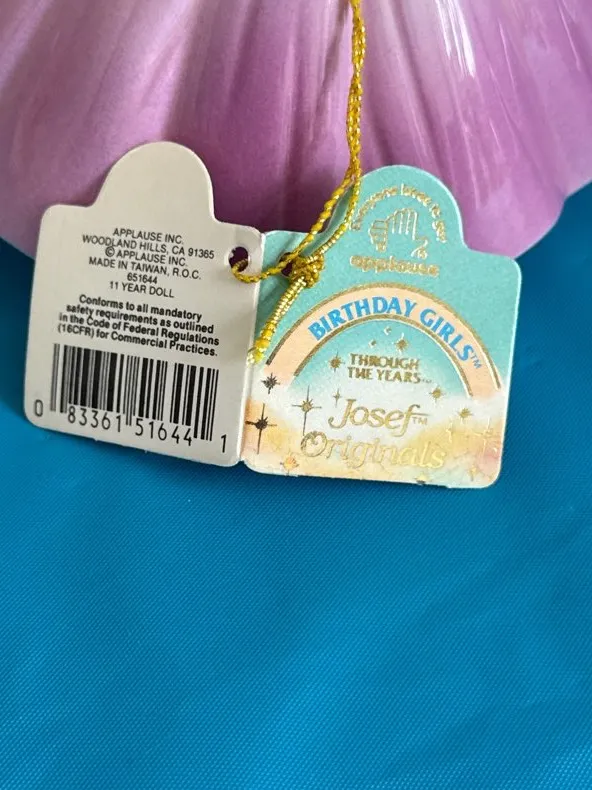 APPLAUSE INC.
WOODLAND HILLS, CA 91365
© APPLAUSE INC.
MADE IN TAIWAN, R.O.C.
651644
11 YEAR DOLL
Conforms to all mandatory
safety requirements as outlined
in the Code of Federal Regulations
(16CFR) for Commercial Practices.
0 83361 51644 1
applause
BIRTHDAY GIRLS™
THROUGH
THE YEARS...
Josef™
Originals